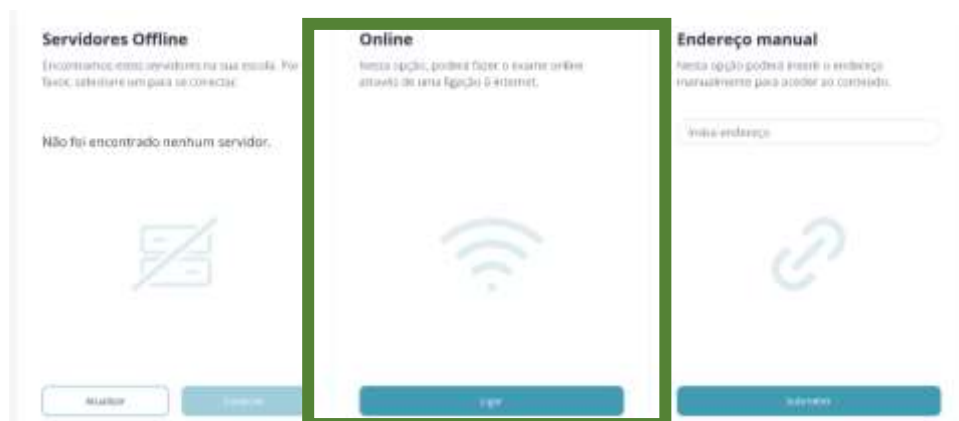 Servidores Offline
Encontramos estes servidores na sua escola. Por
favor, selecione um para se conectar.
Não foi encontrado nenhum servidor.
Atualizar
Conectar
Online
Nesta opção, poderá fazer o exame online
através de uma ligação à internet.
Ligar
Endereço manual
Nesta opção poderá inserir o endereço
manualmente para aceder ao conteúdo.
Insira endereço
Submeter